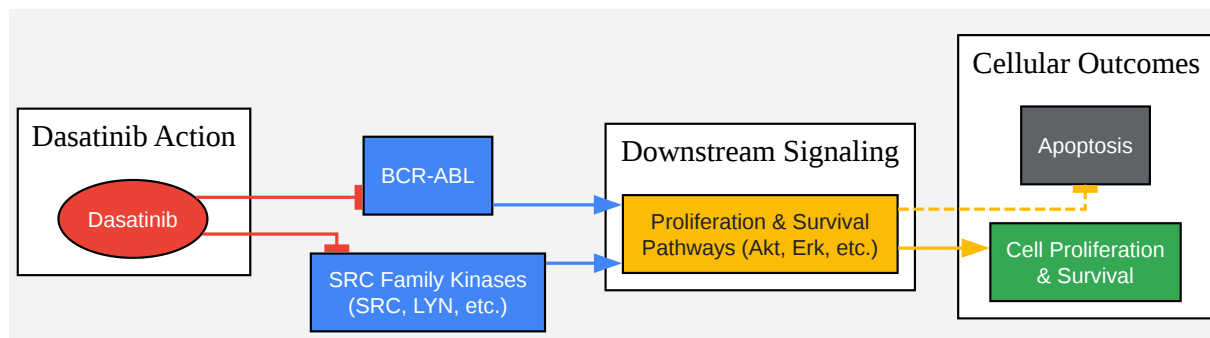 Dasatinib Action
Dasatinib
BCR-ABL
SRC Family Kinases
(SRC, LYN, etc.)
Downstream Signaling
Proliferation & Survival
Pathways (Akt, Erk, etc.)
Cellular Outcomes
Apoptosis
Cell Proliferation
& Survival